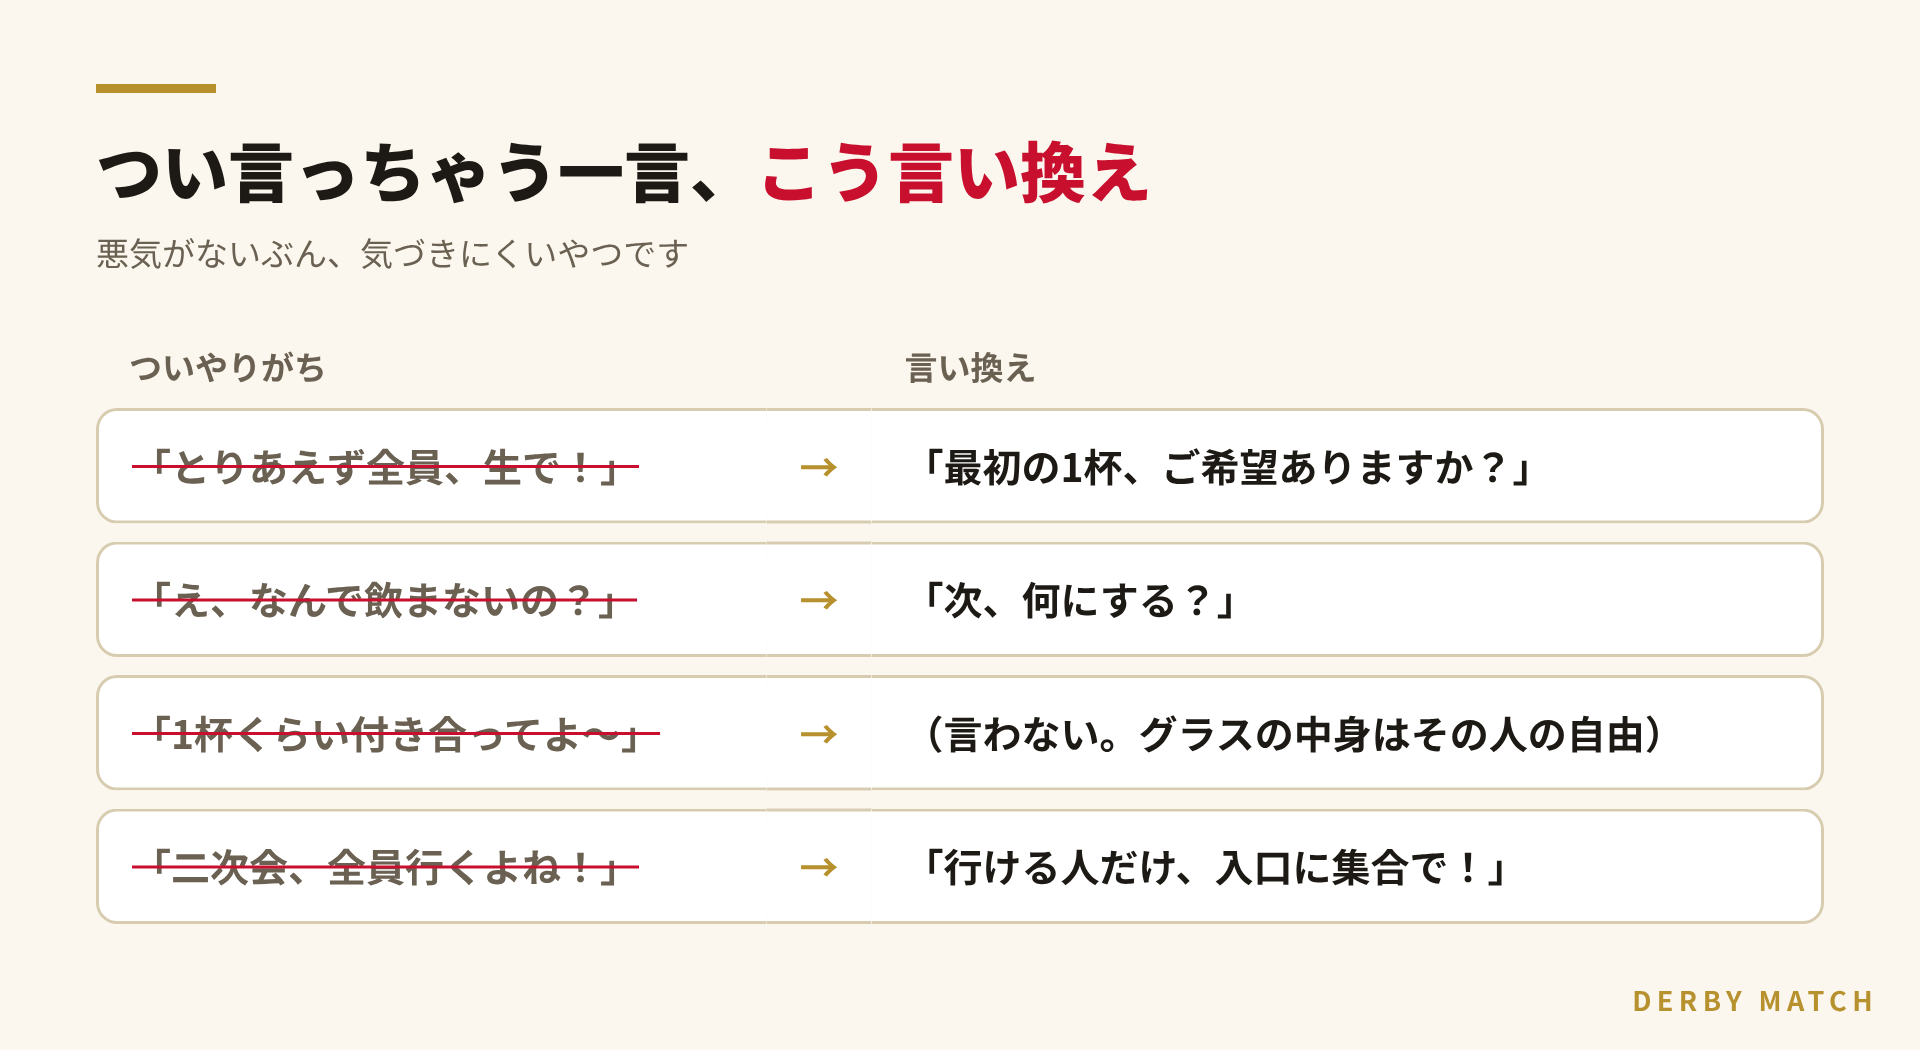 つい言っちゃう一言、こう言い換え
悪気がないぶん、気づきにくいやつです
ついやりがち
言い換え
「とりあえず全員、生で！」 → 「最初の1杯、ご希望ありますか？」
「え、なんで飲まないの？」 → 「次、何にする？」
「1杯くらい付き合ってよ〜」 → （言わない。グラスの中身はその人の自由）
「二次会、全員行くよね！」 → 「行ける人だけ、入口に集合で！」
DERBY MATCH